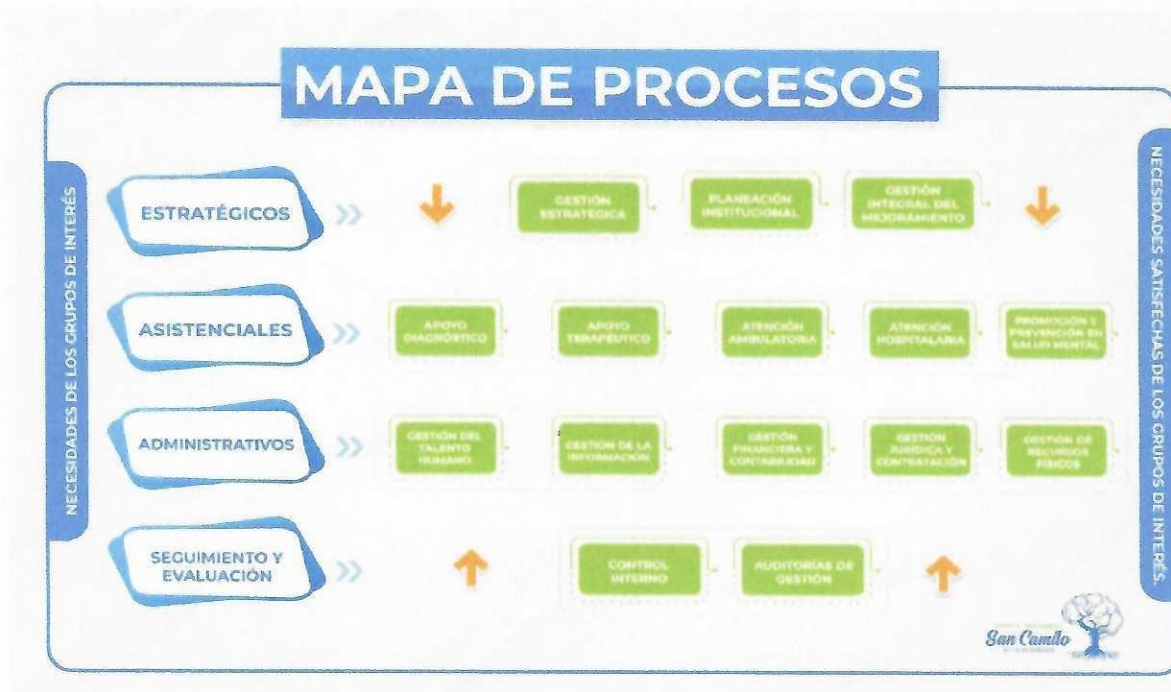 MAPA DE PROCESOS
NECESIDADES DE LOS GRUPOS DE INTERÉS
ESTRATÉGICOS
GESTIÓN
ESTRATÉGICA
PLANEACIÓN
INSTITUCIONAL
GESTIÓN
INTEGRAL DEL
MEJORAMIENTO
ASISTENCIALES
APOYO
DIAGNÓSTICO
APOYO
TERAPÉUTICO
ATENCIÓN
AMBULATORIA
ATENCIÓN
HOSPITALARIA
PROMOCIÓN Y
PREVENCIÓN EN
SALUD MENTAL
ADMINISTRATIVOS
GESTIÓN DEL
TALENTO
HUMANO
GESTIÓN DE LA
INFORMACIÓN
GESTIÓN
FINANCIERA Y
CONTABILIDAD
GESTIÓN
JURÍDICA Y
CONTRATACIÓN
GESTIÓN DE
RECURSOS
FÍSICOS
SEGUIMIENTO Y
EVALUACIÓN
CONTROL
INTERNO
AUDITORÍAS DE
GESTIÓN
NECESIDADES SATISFECHAS DE LOS GRUPOS DE INTERÉS.
San Camilo